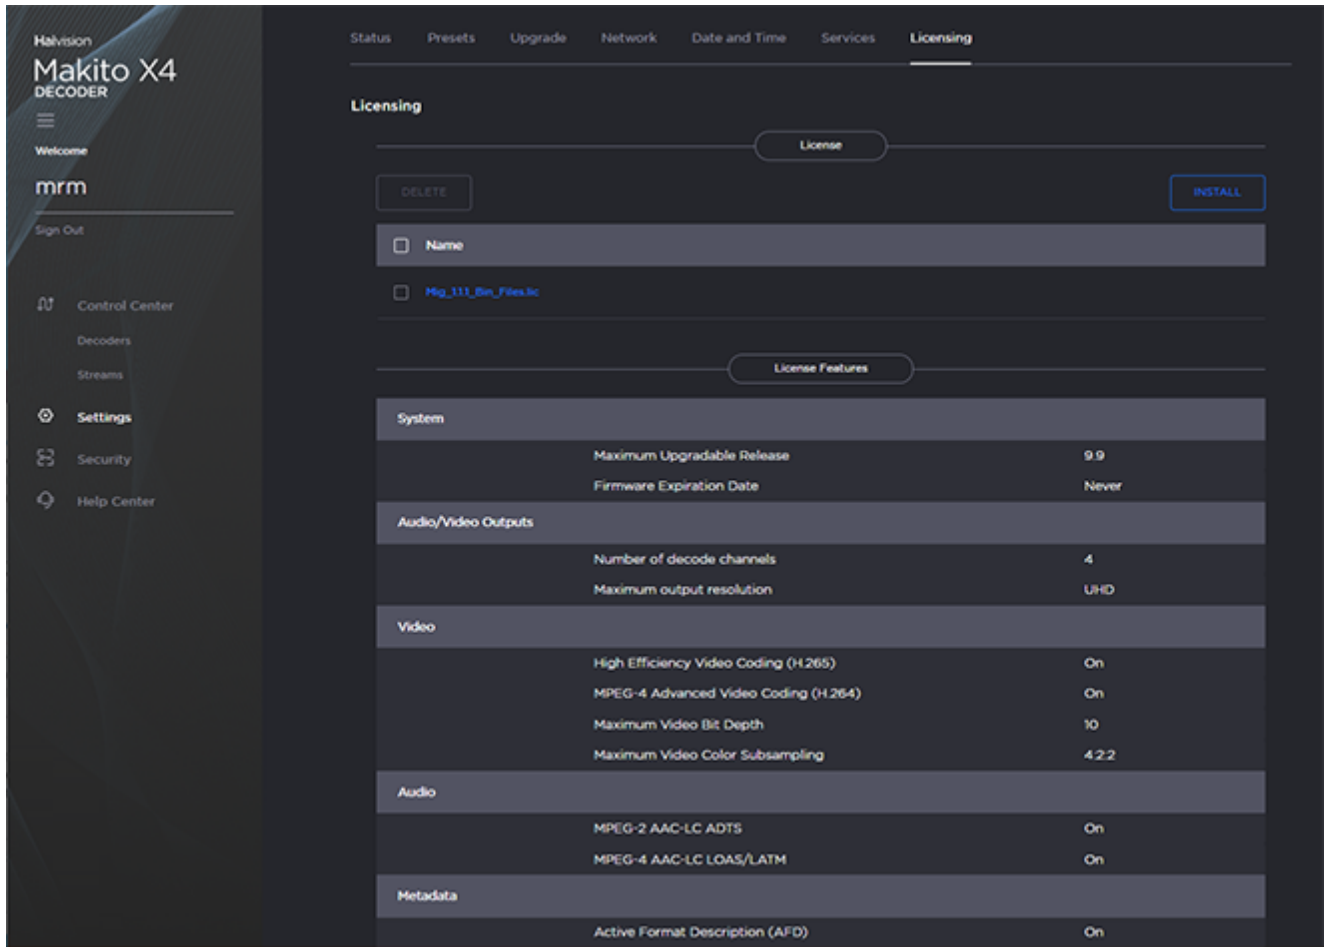 Haivision
Makito X4
DECODER
Welcome
mrm
Sign Out
Control Center
Decoders
Streams
Settings
Security
Help Center
Status Presets Upgrade Network Date and Time Services Licensing
Licensing
License
DELETE INSTALL
Name
Mig_111_Bin_Files.lic
License Features
System
Maximum Upgradable Release 9.9
Firmware Expiration Date Never
Audio/Video Outputs
Number of decode channels 4
Maximum output resolution UHD
Video
High Efficiency Video Coding (H.265) On
MPEG-4 Advanced Video Coding (H.264) On
Maximum Video Bit Depth 10
Maximum Video Color Subsampling 4:2:2
Audio
MPEG-2 AAC-LC ADTS On
MPEG-4 AAC-LC LOAS/LATM On
Metadata
Active Format Description (AFD) On